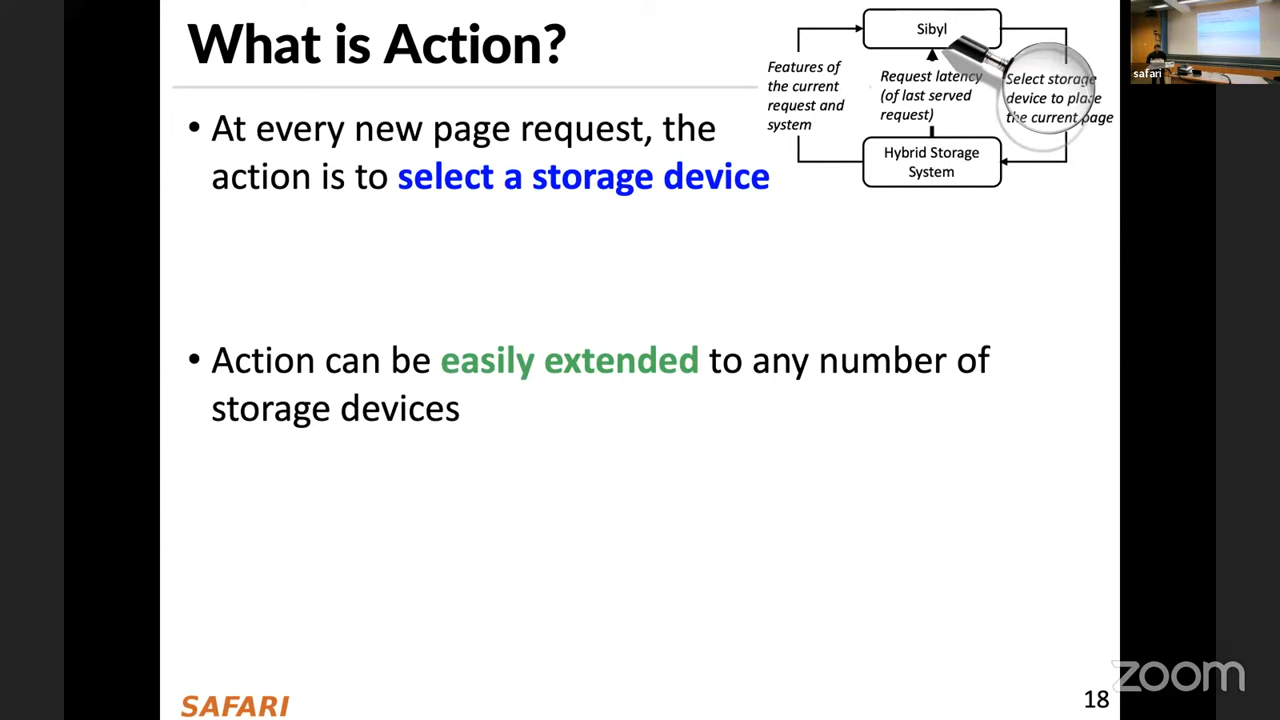 What is Action?
• At every new page request, the
action is to select a storage device
• Action can be easily extended to any number of
storage devices
Sibyl
Features of
the current
request and
system
Request latency
(of last served
request)
Select storage
device to place
the current page
Hybrid Storage
System
safari
SAFARI
18
zoom